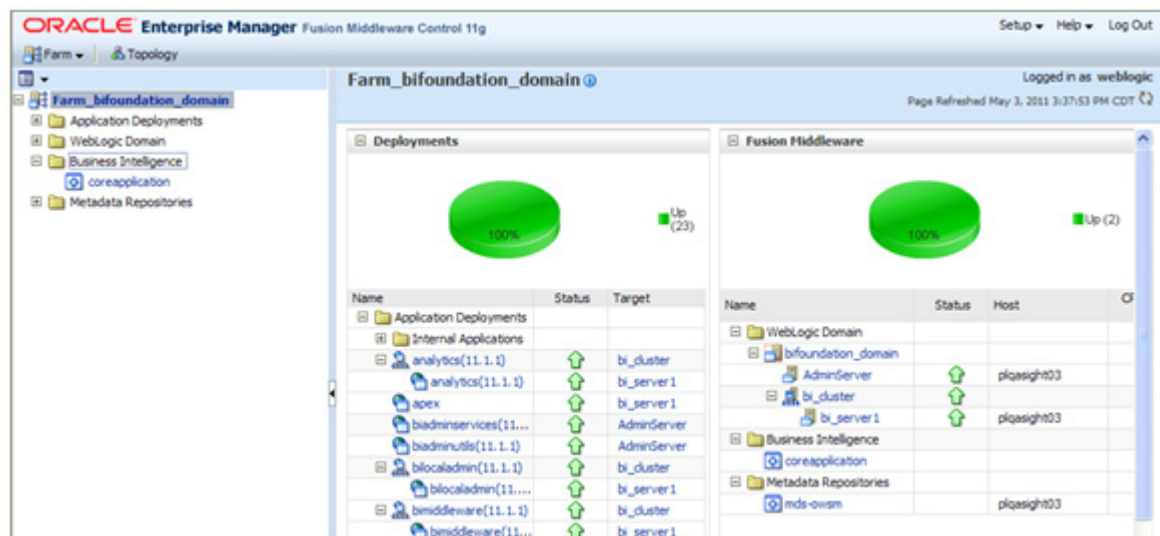 ORACLE Enterprise Manager Fusion Middleware Control 11g
Setup Help Log Out
Farm Topology
Farm_bifoundation_domain
Application Deployments
WebLogic Domain
Business Intelligence
coreapplication
Metadata Repositories
Farm_bifoundation_domain
Logged in as weblogic
Page Refreshed May 3, 2011 3:37:53 PM CDT
Deployments
100%
Up
(23)
Name Status Target
Application Deployments
Internal Applications
analytics(11.1.1) bi_cluster
analytics(11.1.1) bi_server1
apex bi_server1
biadminservices(11... AdminServer
biadminutils(11.1.1) AdminServer
bilocaladmin(11.1.1) bi_cluster
bilocaladmin(11.... bi_server1
bimiddleware(11.1.1) bi_cluster
bimiddleware(11... bi_server1
Fusion Middleware
100%
Up (2)
Name Status Host
WebLogic Domain
bifoundation_domain
AdminServer plqasight03
bi_cluster
bi_server1 plqasight03
Business Intelligence
coreapplication
Metadata Repositories
mds-owsm plqasight03